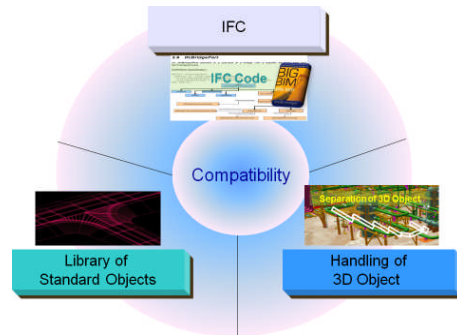 IFC
IFC Code
BIG
BIM
Compatibility
Separation of 3D Object
Library of
Standard Objects
Handling of
3D Object